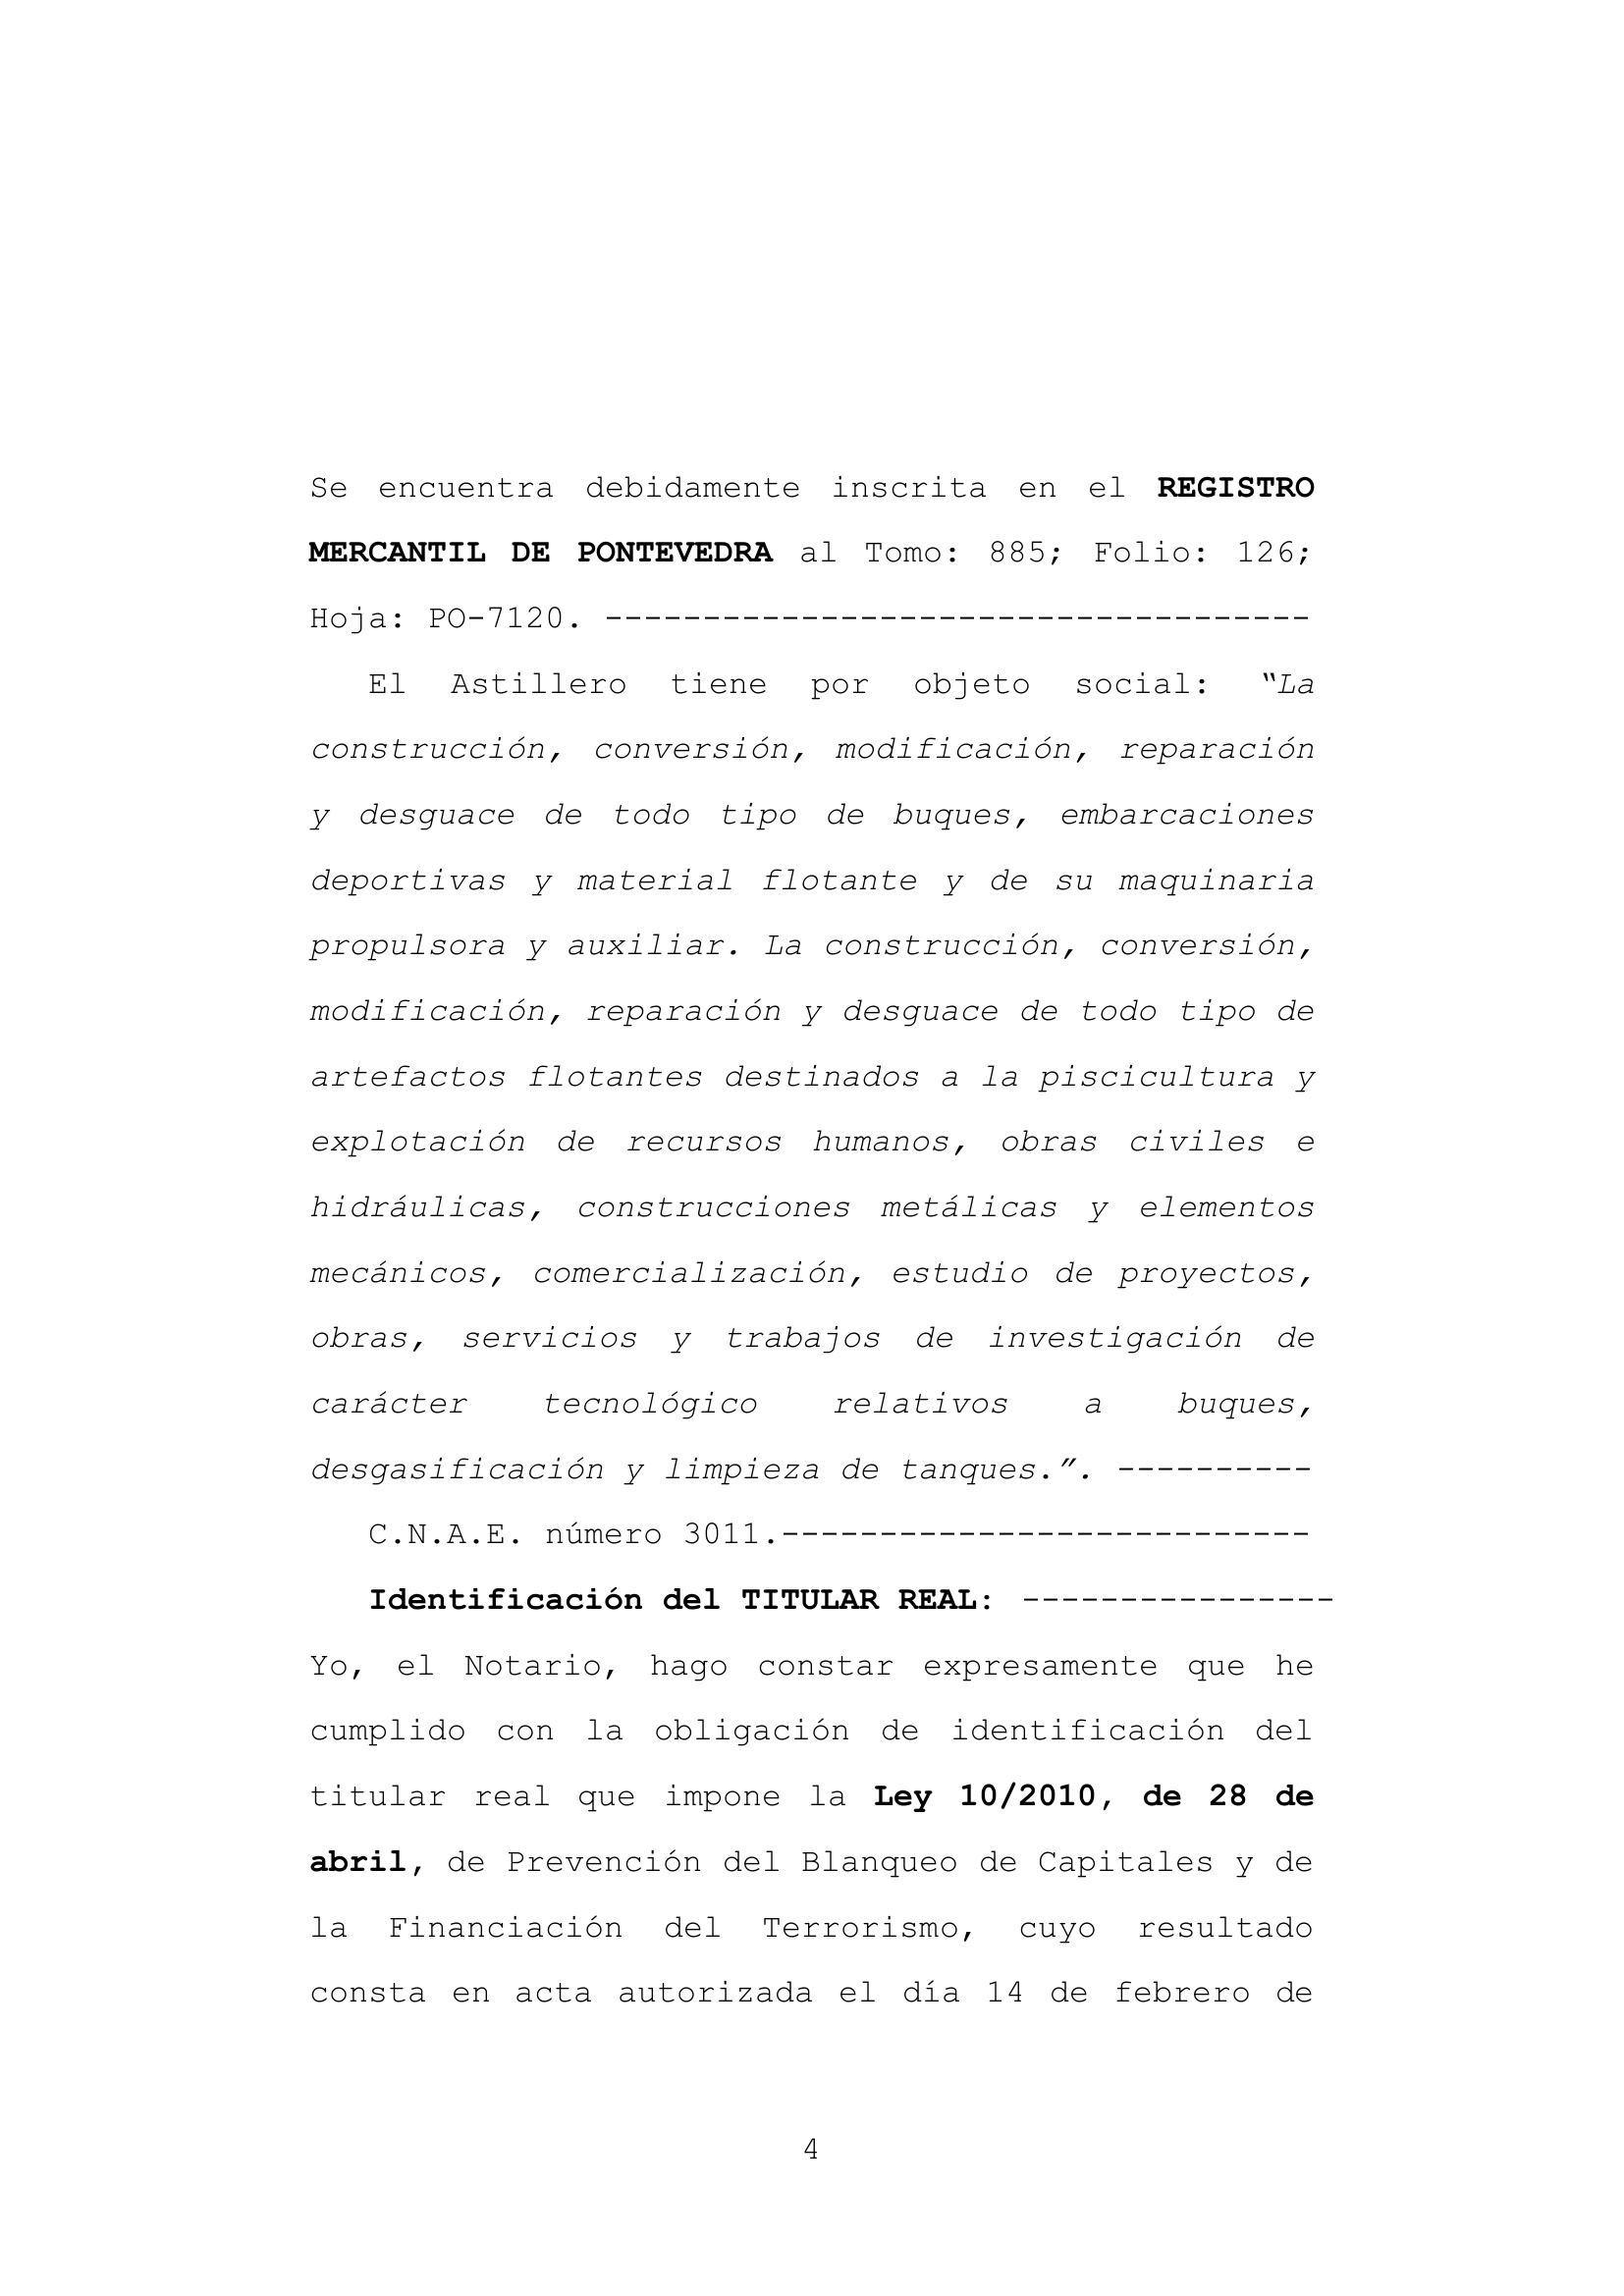 Se encuentra debidamente inscrita en el REGISTRO
MERCANTIL DE PONTEVEDRA al Tomo: 885; Folio: 126;
Hoja: PO-7120. ------------------------------------
El Astillero tiene por objeto social: “La
construcción, conversión, modificación, reparación
y desguace de todo tipo de buques, embarcaciones
deportivas y material flotante y de su maquinaria
propulsora y auxiliar. La construcción, conversión,
modificación, reparación y desguace de todo tipo de
artefactos flotantes destinados a la piscicultura y
explotación de recursos humanos, obras civiles e
hidráulicas, construcciones metálicas y elementos
mecánicos, comercialización, estudio de proyectos,
obras, servicios y trabajos de investigación de
carácter tecnológico relativos a buques,
desgasificación y limpieza de tanques.”. ----------
C.N.A.E. número 3011.---------------------------
Identificación del TITULAR REAL: ----------------
Yo, el Notario, hago constar expresamente que he
cumplido con la obligación de identificación del
titular real que impone la Ley 10/2010, de 28 de
abril, de Prevención del Blanqueo de Capitales y de
la Financiación del Terrorismo, cuyo resultado
consta en acta autorizada el día 14 de febrero de
4